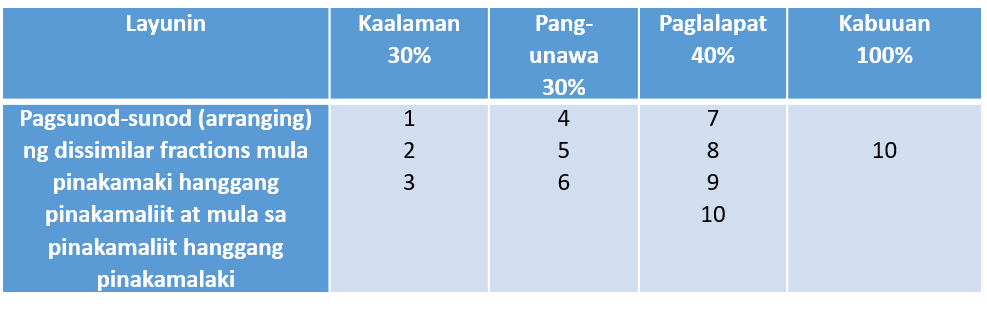 Layunin
Kaalaman
30%
Pang-
unawa
30%
Paglalapat
40%
Kabuuan
100%
Pagsunod-sunod (arranging)
ng dissimilar fractions mula
pinakamaki hanggang
pinakamaliit at mula sa
pinakamaliit hanggang
pinakamalaki
1
2
3
4
5
6
7
8
9
10
10